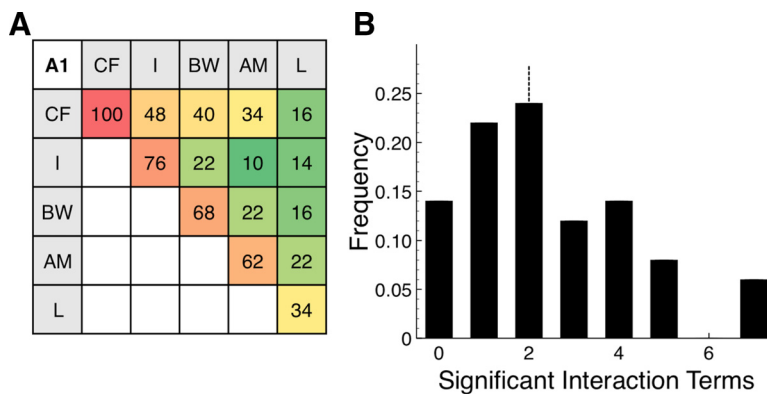 A
A1 CF I BW AM L
CF 100 48 40 34 16
I 76 22 10 14
BW 68 22 16
AM 62 22
L 34
B
Frequency
0.25
0.20
0.15
0.10
0.05
0
0 2 4 6
Significant Interaction Terms